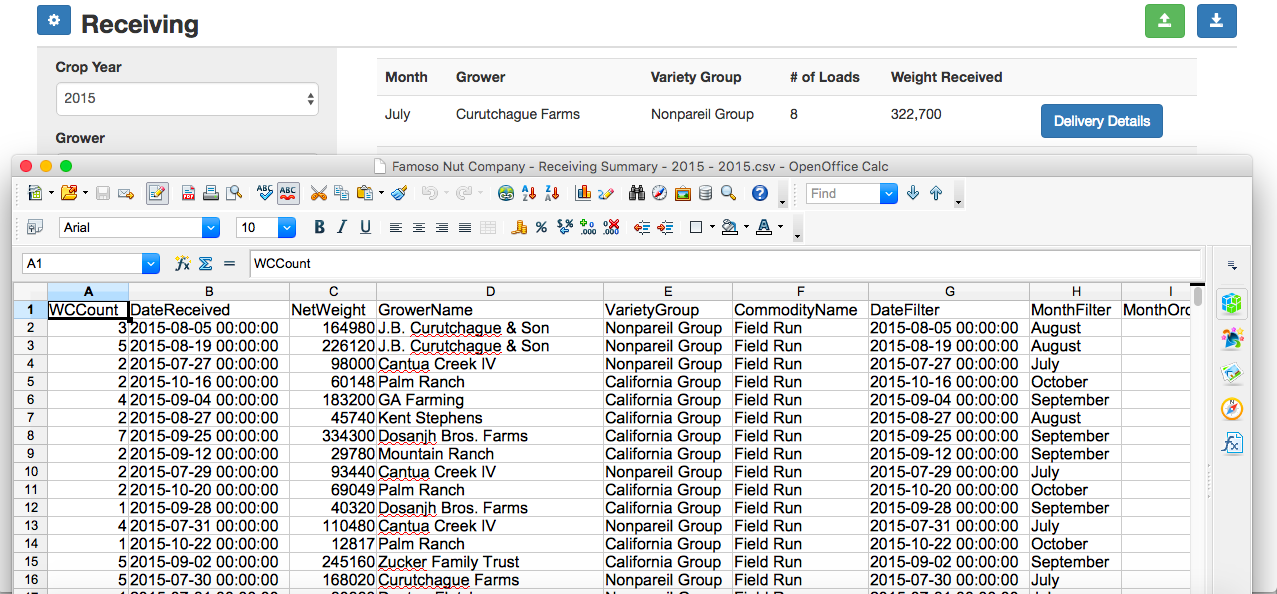 Receiving
Crop Year
2015
Grower
Month Grower Variety Group # of Loads Weight Received
July Curutchague Farms Nonpareil Group 8 322,700 Delivery Details
Famoso Nut Company - Receiving Summary - 2015 - 2015.csv - OpenOffice Calc
Find
Arial 10 B I U
A1 WCCount
A B C D E F G H I
1 WCCount DateReceived NetWeight GrowerName VarietyGroup CommodityName DateFilter MonthFilter MonthOrd
2 3 2015-08-05 00:00:00 164980 J.B. Curutchague & Son Nonpareil Group Field Run 2015-08-05 00:00:00 August
3 5 2015-08-19 00:00:00 226120 J.B. Curutchague & Son Nonpareil Group Field Run 2015-08-19 00:00:00 August
4 2 2015-07-27 00:00:00 98000 Cantua Creek IV Nonpareil Group Field Run 2015-07-27 00:00:00 July
5 2 2015-10-16 00:00:00 60148 Palm Ranch California Group Field Run 2015-10-16 00:00:00 October
6 4 2015-09-04 00:00:00 183200 GA Farming California Group Field Run 2015-09-04 00:00:00 September
7 2 2015-08-27 00:00:00 45740 Kent Stephens California Group Field Run 2015-08-27 00:00:00 August
8 7 2015-09-25 00:00:00 334300 Dosanjh Bros. Farms California Group Field Run 2015-09-25 00:00:00 September
9 2 2015-09-12 00:00:00 29780 Mountain Ranch California Group Field Run 2015-09-12 00:00:00 September
10 2 2015-07-29 00:00:00 93440 Cantua Creek IV Nonpareil Group Field Run 2015-07-29 00:00:00 July
11 2 2015-10-20 00:00:00 69049 Palm Ranch California Group Field Run 2015-10-20 00:00:00 October
12 1 2015-09-28 00:00:00 40320 Dosanjh Bros. Farms California Group Field Run 2015-09-28 00:00:00 September
13 4 2015-07-31 00:00:00 110480 Cantua Creek IV Nonpareil Group Field Run 2015-07-31 00:00:00 July
14 1 2015-10-22 00:00:00 12817 Palm Ranch California Group Field Run 2015-10-22 00:00:00 October
15 5 2015-09-02 00:00:00 245160 Zucker Family Trust California Group Field Run 2015-09-02 00:00:00 September
16 5 2015-07-30 00:00:00 168020 Curutchague Farms Nonpareil Group Field Run 2015-07-30 00:00:00 July